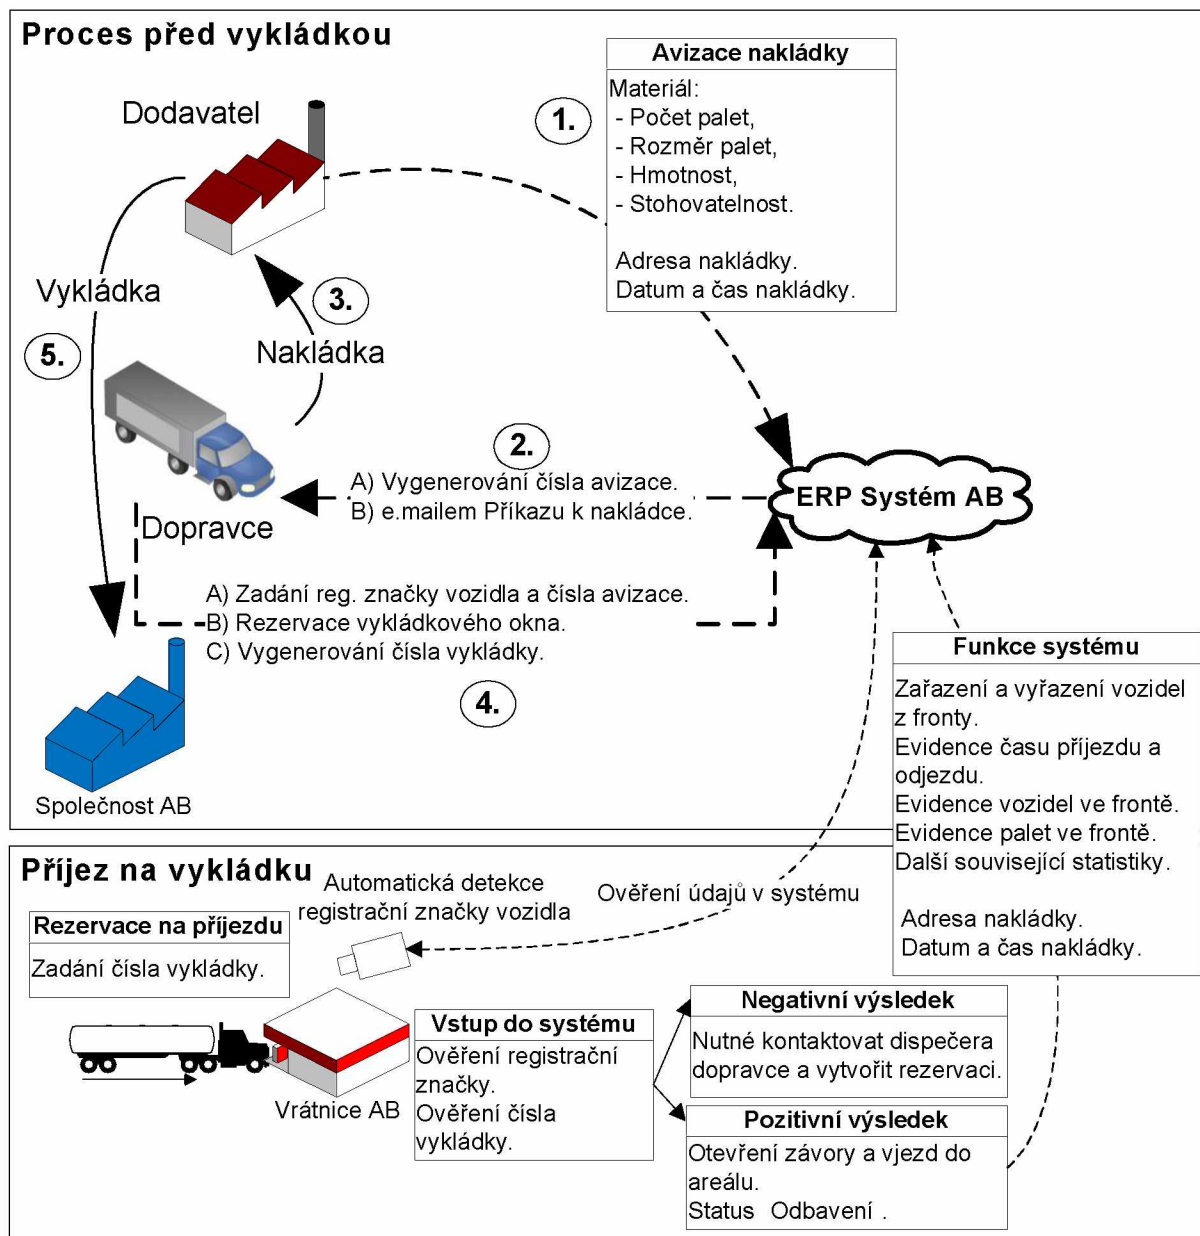 Proces před vykládkou
Avizace nakládky
Materiál:
- Počet palet,
- Rozměr palet,
- Hmotnost,
- Stohovatelnost.
Adresa nakládky.
Datum a čas nakládky.
1.
Dodavatel
Vykládka
3.
Nakládka
5.
2.
A) Vygenerování čísla avizace.
B) e.mailem Příkazu k nakládce.
ERP Systém AB
Dopravce
A) Zadání reg. značky vozidla a čísla avizace.
B) Rezervace vykládkového okna.
C) Vygenerování čísla vykládky.
4.
Společnost AB
Funkce systému
Zařazení a vyřazení vozidel
z fronty.
Evidence času příjezdu a
odjezdu.
Evidence vozidel ve frontě.
Evidence palet ve frontě.
Další související statistiky.
Adresa nakládky.
Datum a čas nakládky.
Příjez na vykládku
Automatická detekce
registrační značky vozidla
Ověření údajů v systému
Rezervace na příjezdu
Zadání čísla vykládky.
Vrátnice AB
Vstup do systému
Ověření registrační
značky.
Ověření čísla
vykládky.
Negativní výsledek
Nutné kontaktovat dispečera
dopravce a vytvořit rezervaci.
Pozitivní výsledek
Otevření závory a vjezd do
areálu.
Status Odbavení .